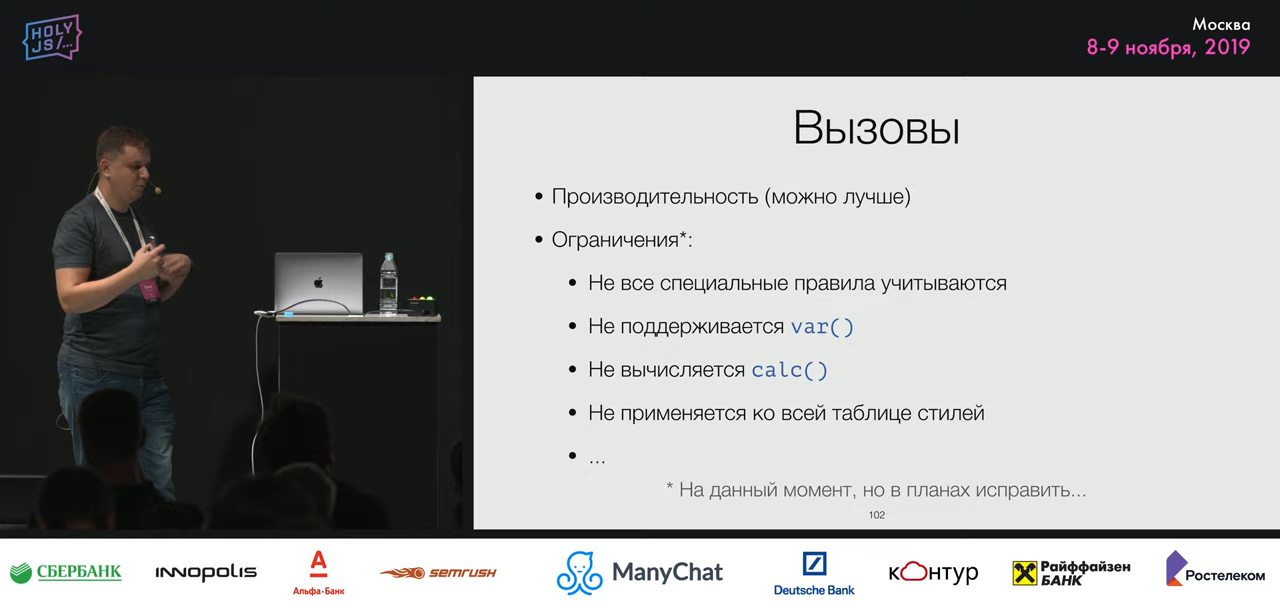 HOLY
JS/...
Москва
8-9 ноября, 2019
Вызовы
• Производительность (можно лучше)
• Ограничения*:
• Не все специальные правила учитываются
• Не поддерживается var()
• Не вычисляется calc()
• Не применяется ко всей таблице стилей
• ...
* На данный момент, но в планах исправить...
102
СБЕРБАНК
INNOPOLIS
А
Альфа·Банк
semrush
ManyChat
Deutsche Bank
контур
Райффайзен
БАНК
Ростелеком